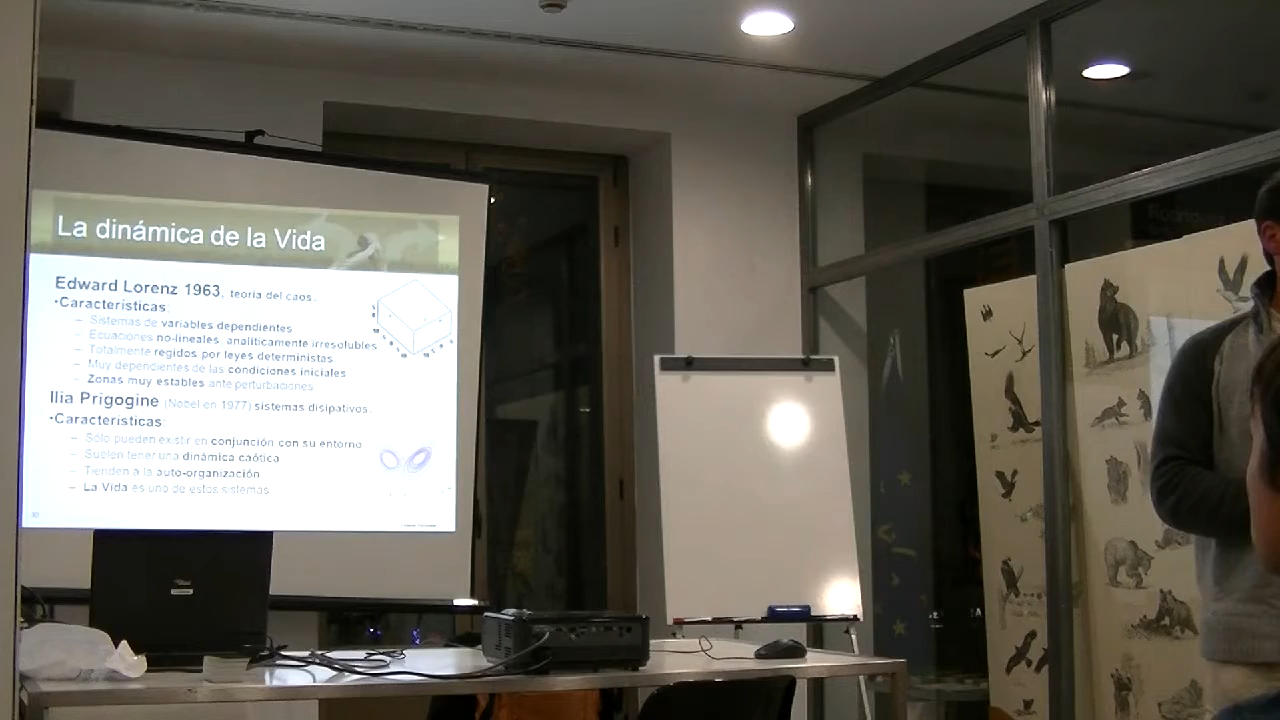 La dinámica de la Vida
Edward Lorenz 1963, teoría del caos.
•Características:
– Sistemas de variables dependientes
– Ecuaciones no-lineales analíticamente irresolubles
– Totalmente regidos por leyes deterministas
– Muy dependientes de las condiciones iniciales
– Zonas muy estables ante perturbaciones
Ilia Prigogine (Nobel en 1977) sistemas disipativos.
•Características:
– Sólo pueden existir en conjunción con su entorno
– Suelen tener una dinámica caótica
– Tienden a la auto-organización
– La Vida es uno de estos sistemas